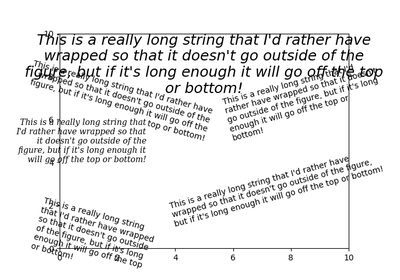 This is a really long string that I'd rather have
wrapped so that it doesn't go outside of the
figure, but if it's long enough it will go off the top
or bottom!
This is a really long string that I'd rather have
wrapped so that it doesn't go outside of the
figure, but if it's long enough it will go off the
top or bottom!
This is a really long string that I'd
rather have wrapped so that it doesn't
go outside of the figure, but if it's long
enough it will go off the top or
bottom!
This is a really long string that
I'd rather have wrapped so that
it doesn't go outside of the
figure, but if it's long enough it
will go off the top or bottom!
This is a really long string that I'd rather have
wrapped so that it doesn't go outside of the figure,
but if it's long enough it will go off the top or bottom!
This is a really long string
that I'd rather have wrapped
so that it doesn't go outside
of the figure, but if it's long
enough it will go off the top
or bottom!
10
6
4
0
0 2 4 6 8 10